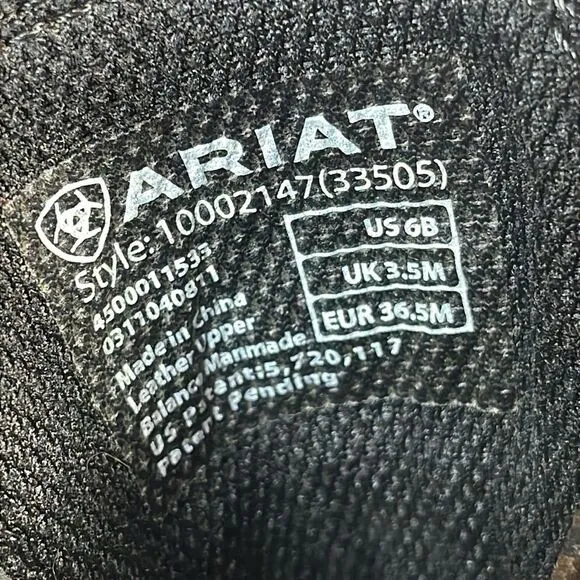 ARIAT®
Style: 10002147(33505)
4500011533
0311040811
US 6B
UK 3.5M
EUR 36.5M
Made in China
Leather Upper
Balance Manmade
US Patent:5,720,117
Patent Pending